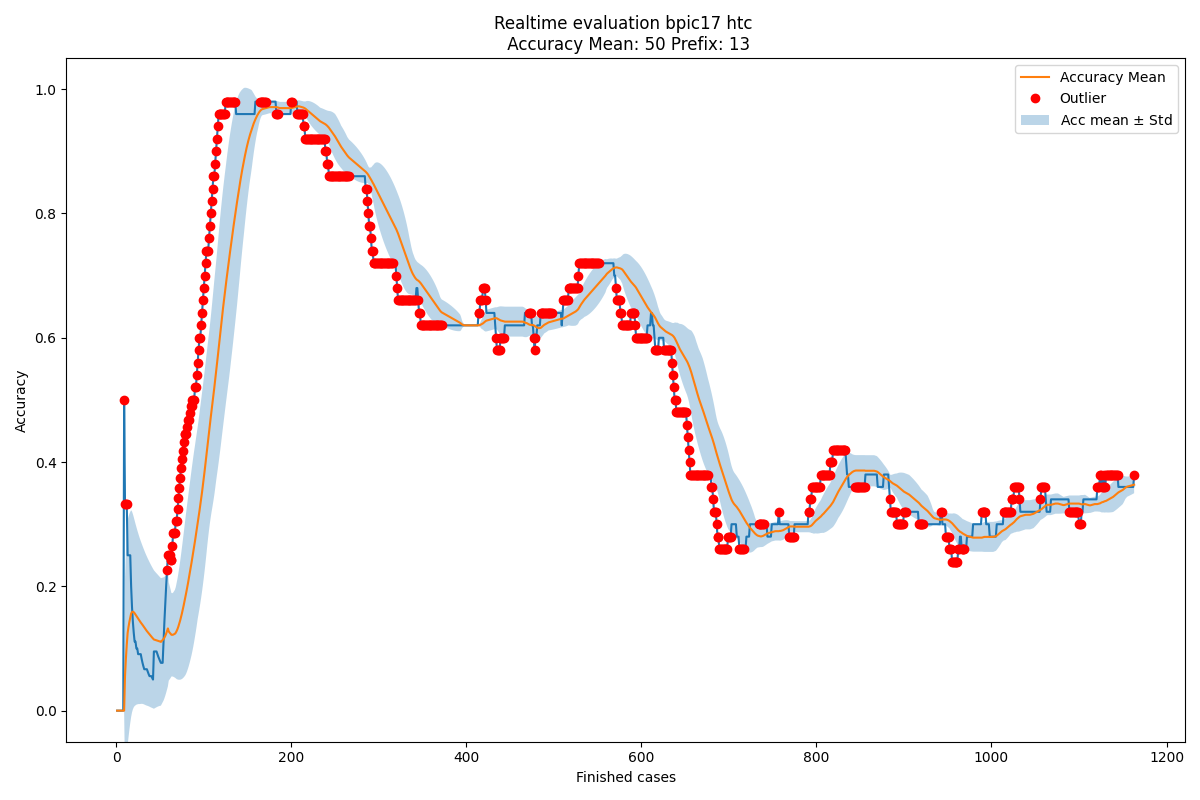 Realtime evaluation bpic17 htc
Accuracy Mean: 50 Prefix: 13
Accuracy Mean
Outlier
Acc mean ± Std
1.0
0.8
0.6
0.4
0.2
0.0
Accuracy
0 200 400 600 800 1000 1200
Finished cases